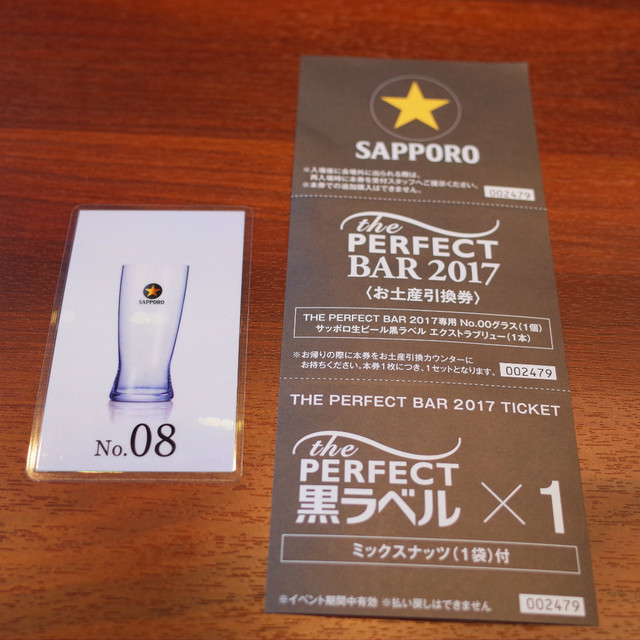 SAPPORO
※入場後に会場外に出られる際は、
再入場時に本券を受付スタッフへご提示ください。
※本券での追加購入はできません。
002479
the
PERFECT
BAR 2017
〈お土産引換券〉
THE PERFECT BAR 2017専用 No.00グラス(1個)
サッポロ生ビール黒ラベル エクストラブリュー(1本)
※お帰りの際に本券をお土産引換カウンターに
お持ちください。本券1枚につき、1セットとなります。
002479
THE PERFECT BAR 2017 TICKET
the
PERFECT
黒ラベル ×1
ミックスナッツ(1袋)付
※イベント期間中有効 ※払い戻しはできません
002479
SAPPORO
No.08